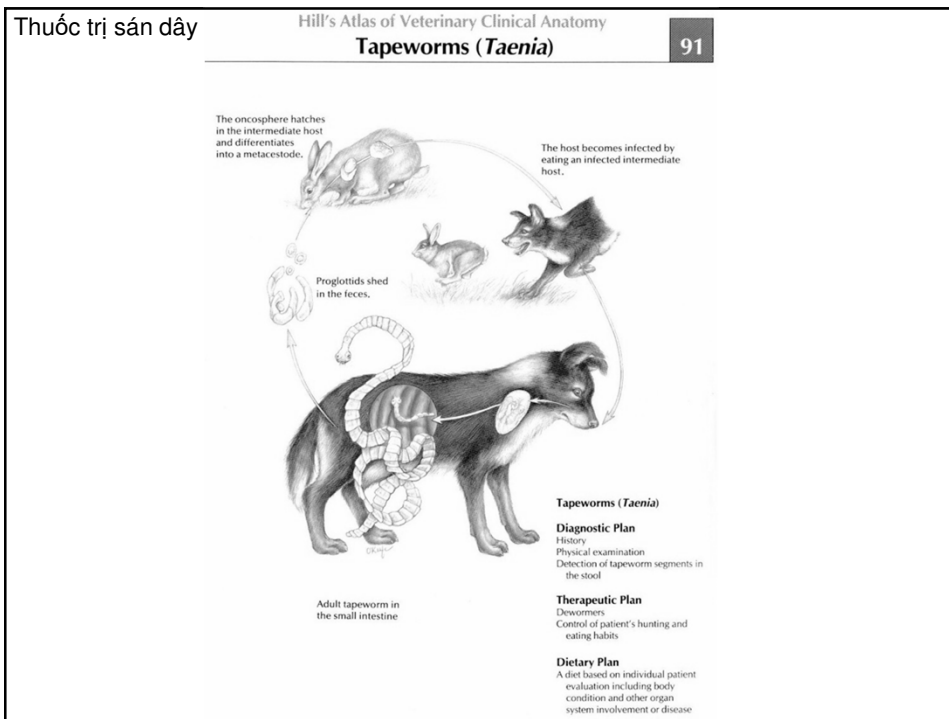 Thuốc trị sán dây
Hill's Atlas of Veterinary Clinical Anatomy
Tapeworms (Taenia)
91
The oncosphere hatches
in the intermediate host
and differentiates
into a metacestode.
The host becomes infected by
eating an infected intermediate
host.
Proglottids shed
in the feces.
Adult tapeworm in
the small intestine
Tapeworms (Taenia)
Diagnostic Plan
History
Physical examination
Detection of tapeworm segments in
the stool
Therapeutic Plan
Dewormers
Control of patient's hunting and
eating habits
Dietary Plan
A diet based on individual patient
evaluation including body
condition and other organ
system involvement or disease